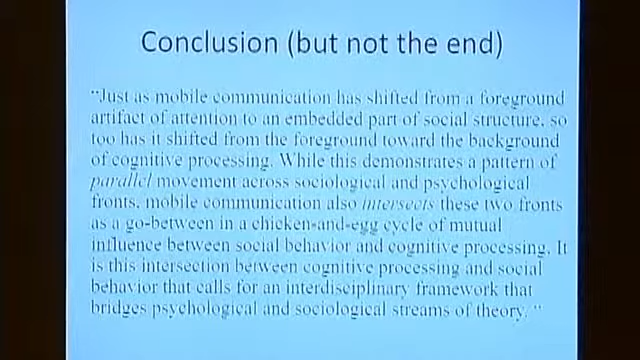 Conclusion (but not the end)
"Just as mobile communication has shifted from a foreground
artifact of attention to an embedded part of social structure, so
too has it shifted from the foreground toward the background
of cognitive processing. While this demonstrates a pattern of
parallel movement across sociological and psychological
fronts, mobile communication also intersects these two fronts
as a go-between in a chicken-and-egg cycle of mutual
influence between social behavior and cognitive processing. It
is this intersection between cognitive processing and social
behavior that calls for an interdisciplinary framework that
bridges psychological and sociological streams of theory. "